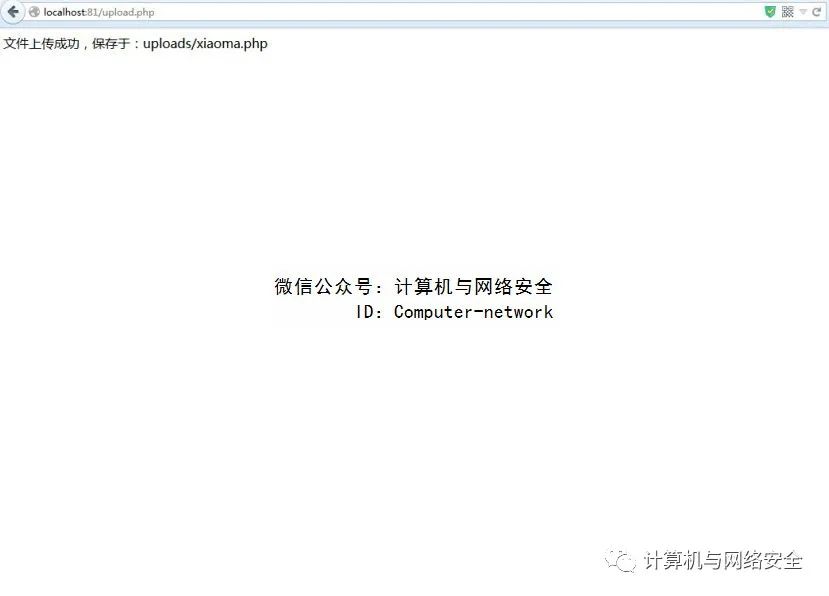 localhost:81/upload.php
文件上传成功，保存于：uploads/xiaoma.php
微信公众号：计算机与网络安全
ID：Computer-network
计算机与网络安全